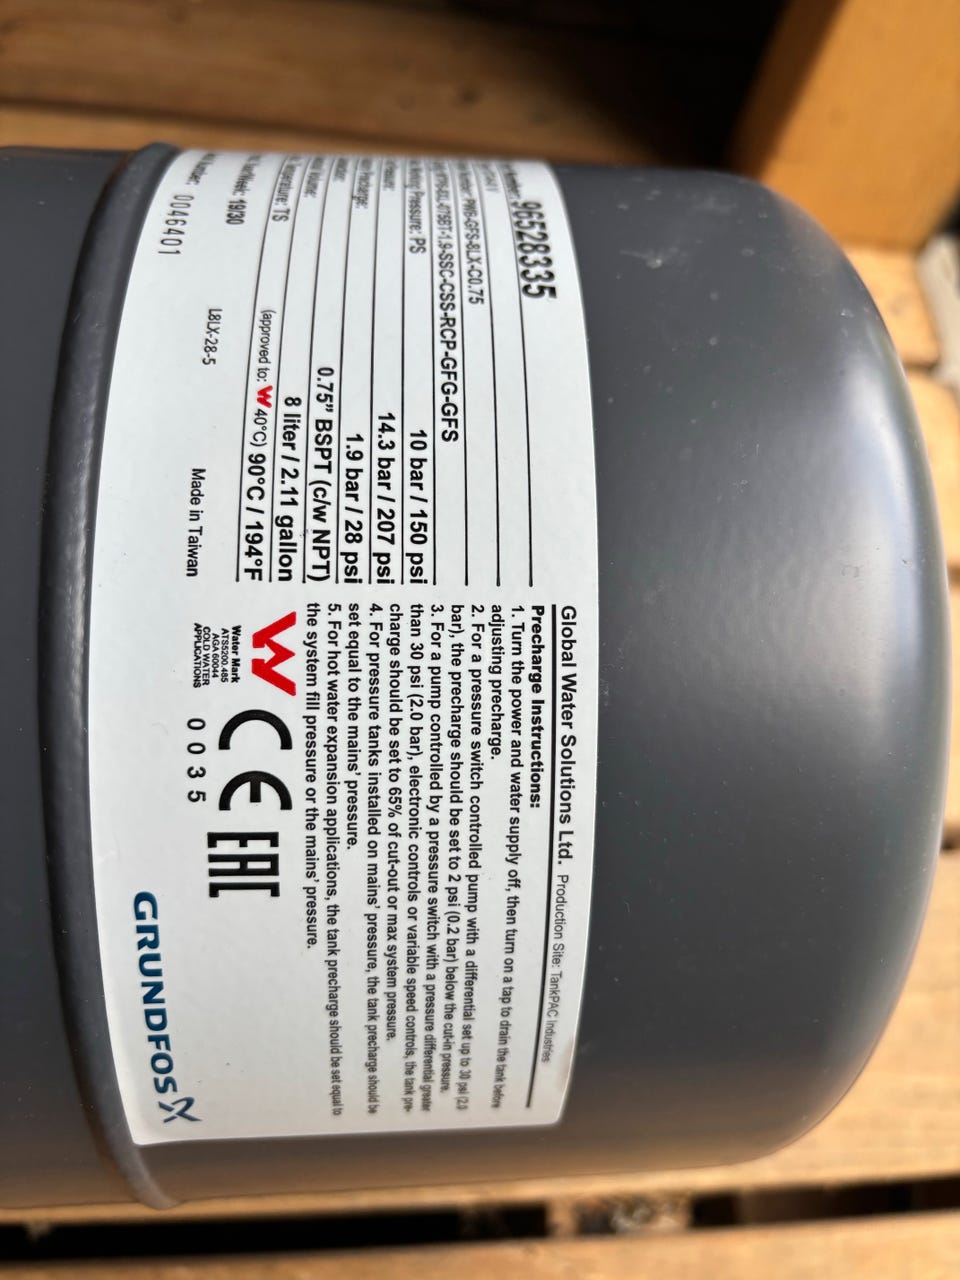 96528335
PWB-GFS-8LX-C0.75
10 bar / 150 psi
14.3 bar / 207 psi
1.9 bar / 28 psi
0.75” BSPT (c/w NPT)
8 liter / 2.11 gallon
Temperature: TS (approved to: W 40°C) 90°C / 194°F
19/30
L8LX-28-5
0046401
Made in Taiwan
Global Water Solutions Ltd. Production Site: TankPAC Industries
Precharge Instructions:
1. Turn the power and water supply off, then turn on a tap to drain the tank before
adjusting precharge.
2. For a pressure switch controlled pump with a differential set up to 30 psi (2.0
bar), the precharge should be set to 2 psi (0.2 bar) below the cut-in pressure.
3. For a pump controlled by a pressure switch with a pressure differential greater
than 30 psi (2.0 bar), electronic controls or variable speed controls, the tank pre-
charge should be set to 65% of cut-out or max system pressure.
4. For pressure tanks installed on mains’ pressure, the tank precharge should be
set equal to the mains’ pressure.
5. For hot water expansion applications, the tank precharge should be set equal to
the system fill pressure or the mains’ pressure.
W CE EAC
Water Mark
ATS5200.485
AGA 60044
COLD WATER
APPLICATIONS
0035
GRUNDFOS